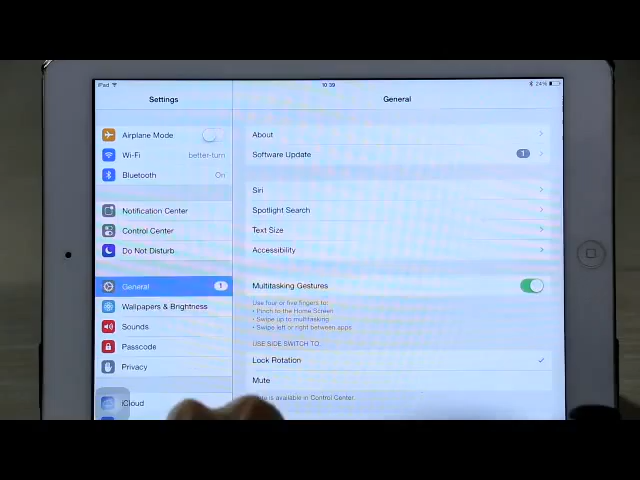 iPad
10:39
24%
Settings
General
Airplane Mode
Wi-Fi
better-turn
Bluetooth
On
Notification Center
Control Center
Do Not Disturb
General
1
Wallpapers & Brightness
Sounds
Passcode
Privacy
iCloud
About
Software Update
1
Siri
Spotlight Search
Text Size
Accessibility
Multitasking Gestures
Use four or five fingers to:
• Pinch to the Home Screen
• Swipe up to multitasking
• Swipe left or right between apps
USE SIDE SWITCH TO:
Lock Rotation
Mute
is available in Control Center.